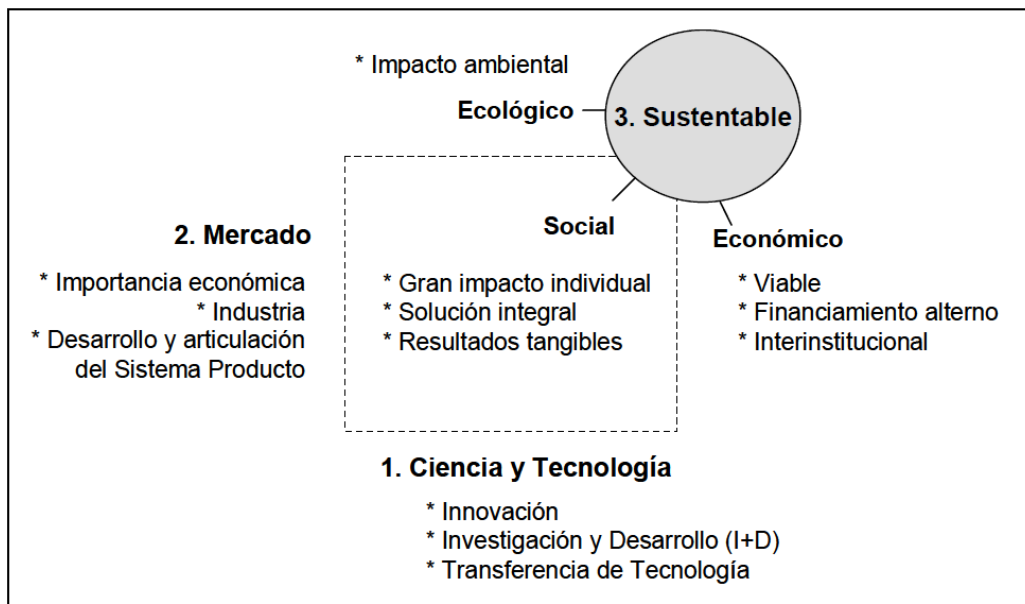 * Impacto ambiental
Ecológico
3. Sustentable
Social
Económico
2. Mercado
* Importancia económica
* Industria
* Desarrollo y articulación
del Sistema Producto
* Gran impacto individual
* Solución integral
* Resultados tangibles
* Viable
* Financiamiento alterno
* Interinstitucional
1. Ciencia y Tecnología
* Innovación
* Investigación y Desarrollo (I+D)
* Transferencia de Tecnología